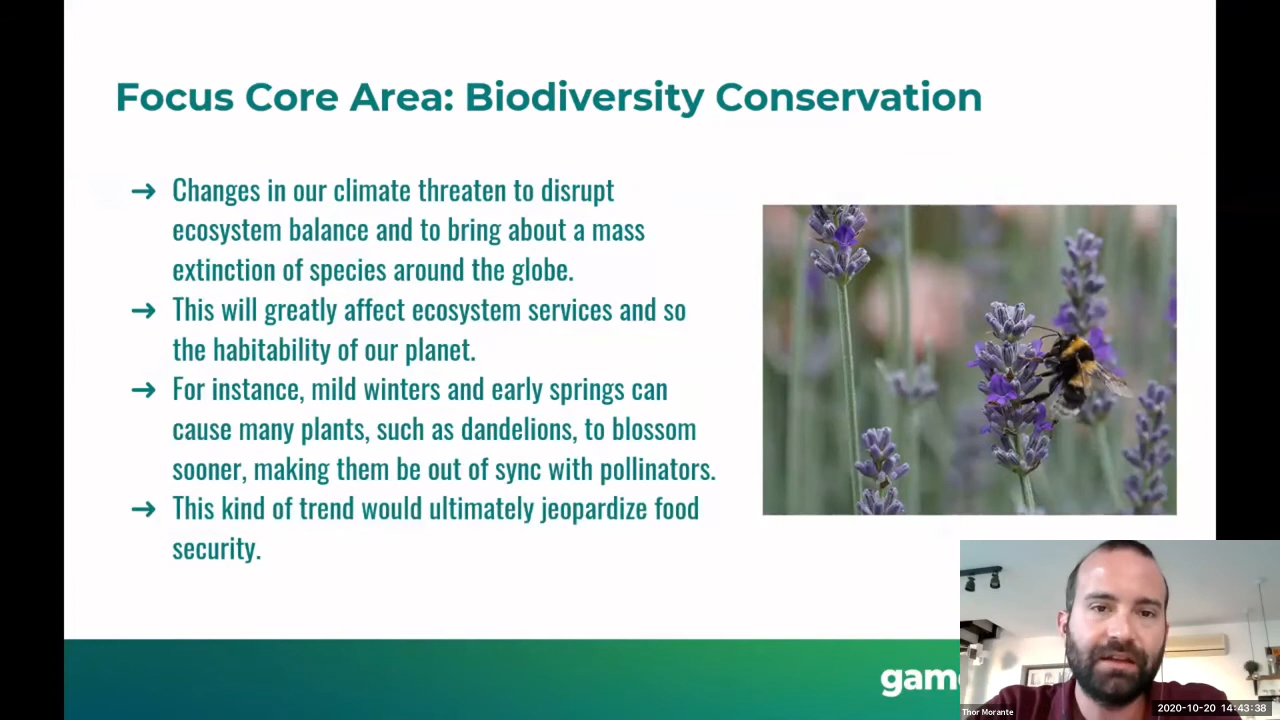 Focus Core Area: Biodiversity Conservation
➔ Changes in our climate threaten to disrupt
ecosystem balance and to bring about a mass
extinction of species around the globe.
➔ This will greatly affect ecosystem services and so
the habitability of our planet.
➔ For instance, mild winters and early springs can
cause many plants, such as dandelions, to blossom
sooner, making them be out of sync with pollinators.
➔ This kind of trend would ultimately jeopardize food
security.
Thor Morante
2020-10-20 14:43:38